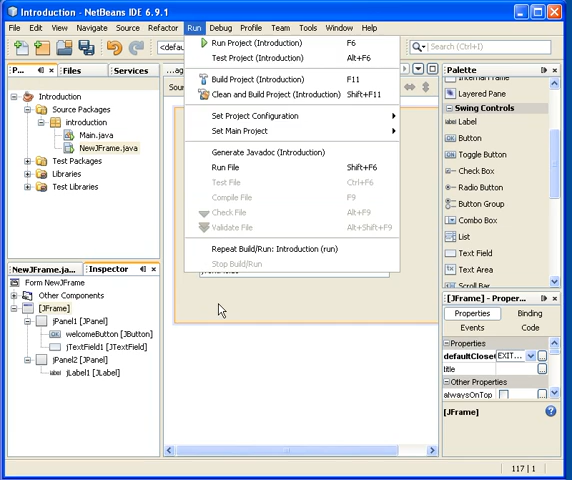 Introduction - NetBeans IDE 6.9.1
File Edit View Navigate Source Refactor Run Debug Profile Team Tools Window Help
Search (Ctrl+I)
Files Services
Introduction
Source Packages
introduction
Main.java
NewJFrame.java
Test Packages
Libraries
Test Libraries
Run Project (Introduction) F6
Test Project (Introduction) Alt+F6
Build Project (Introduction) F11
Clean and Build Project (Introduction) Shift+F11
Set Project Configuration
Set Main Project
Generate Javadoc (Introduction)
Run File Shift+F6
Test File Ctrl+F6
Compile File F9
Check File Alt+F9
Validate File Alt+Shift+F9
Repeat Build/Run: Introduction (run)
Stop Build/Run
Palette
Layered Pane
Swing Controls
Label
Button
Toggle Button
Check Box
Radio Button
Button Group
Combo Box
List
Text Field
Text Area
Scroll Bar
NewJFrame.ja... Inspector
Form NewJFrame
Other Components
[JFrame]
jPanel1 [JPanel]
welcomeButton [JButton]
jTextField1 [JTextField]
jPanel2 [JPanel]
jLabel1 [JLabel]
[JFrame] - Proper...
Properties Binding
Events Code
Properties
EXIT...
title
Other Properties
alwaysOnTop
[JFrame]
117 | 1